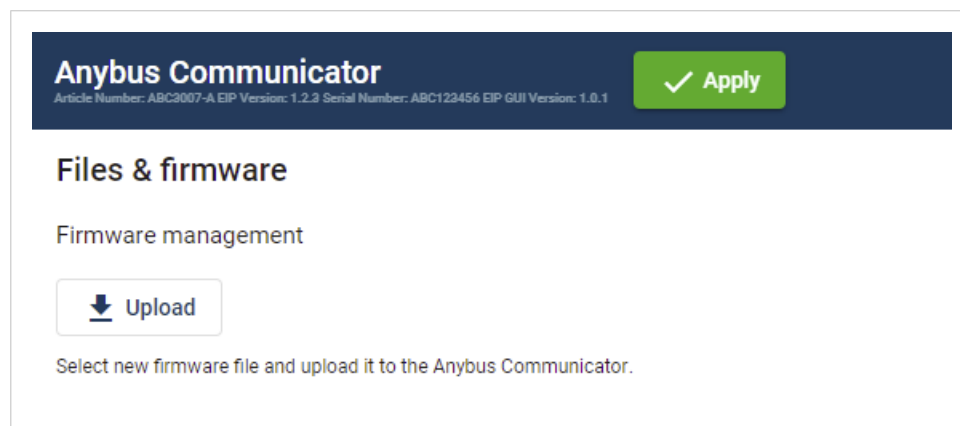 Anybus Communicator
Article Number: ABC3007-A EIP Version: 1.2.3 Serial Number: ABC123456 EIP GUI Version: 1.0.1
Apply
Files & firmware
Firmware management
Upload
Select new firmware file and upload it to the Anybus Communicator.